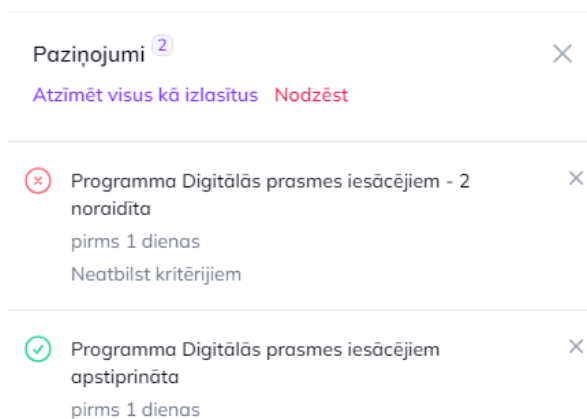 Paziņojumi 2
Atzīmēt visus kā izlasītus Nodzēst
Programma Digitālās prasmes iesācējiem - 2
noraidīta
pirms 1 dienas
Neatbilst kritērijiem
Programma Digitālās prasmes iesācējiem
apstiprināta
pirms 1 dienas